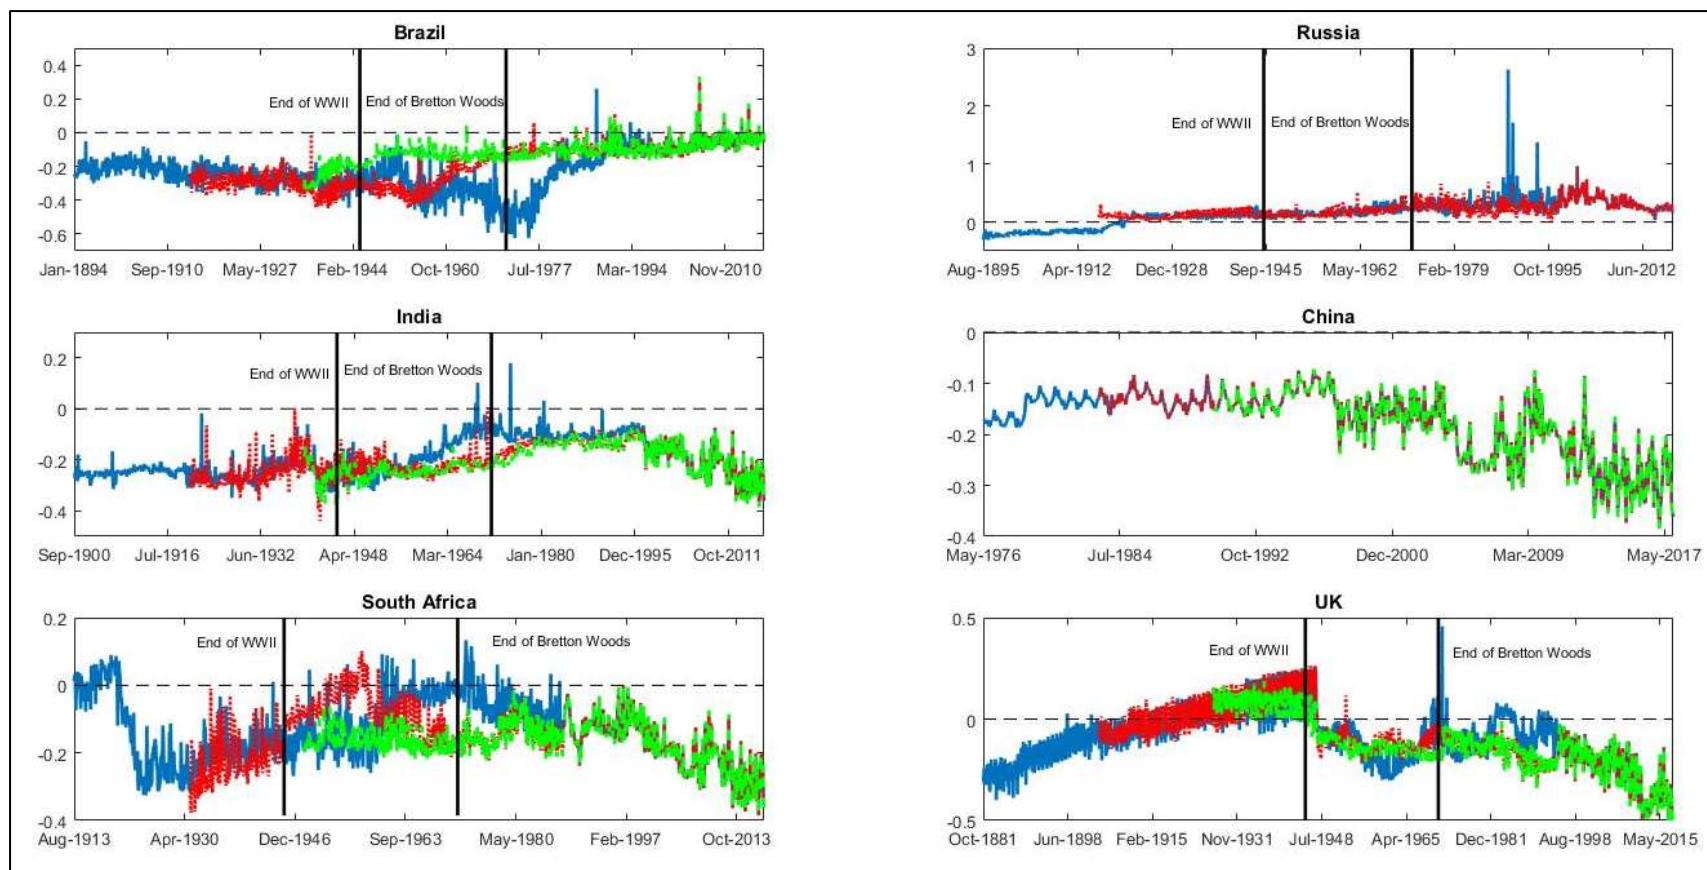 Brazil
0.4
0.2
0
-0.2
-0.4
-0.6
End of WWII
End of Bretton Woods
Jan-1894 Sep-1910 May-1927 Feb-1944 Oct-1960 Jul-1977 Mar-1994 Nov-2010
Russia
3
2
1
0
End of WWII
End of Bretton Woods
Aug-1895 Apr-1912 Dec-1928 Sep-1945 May-1962 Feb-1979 Oct-1995 Jun-2012
India
0.2
0
-0.2
-0.4
End of WWII
End of Bretton Woods
Sep-1900 Jul-1916 Jun-1932 Apr-1948 Mar-1964 Jan-1980 Dec-1995 Oct-2011
China
0
-0.1
-0.2
-0.3
-0.4
May-1976 Jul-1984 Oct-1992 Dec-2000 Mar-2009 May-2017
South Africa
0.2
0
-0.2
-0.4
End of WWII
End of Bretton Woods
Aug-1913 Apr-1930 Dec-1946 Sep-1963 May-1980 Feb-1997 Oct-2013
UK
0.5
0
-0.5
End of WWII
End of Bretton Woods
Oct-1881 Jun-1898 Feb-1915 Nov-1931 Jul-1948 Apr-1965 Dec-1981 Aug-1998 May-2015